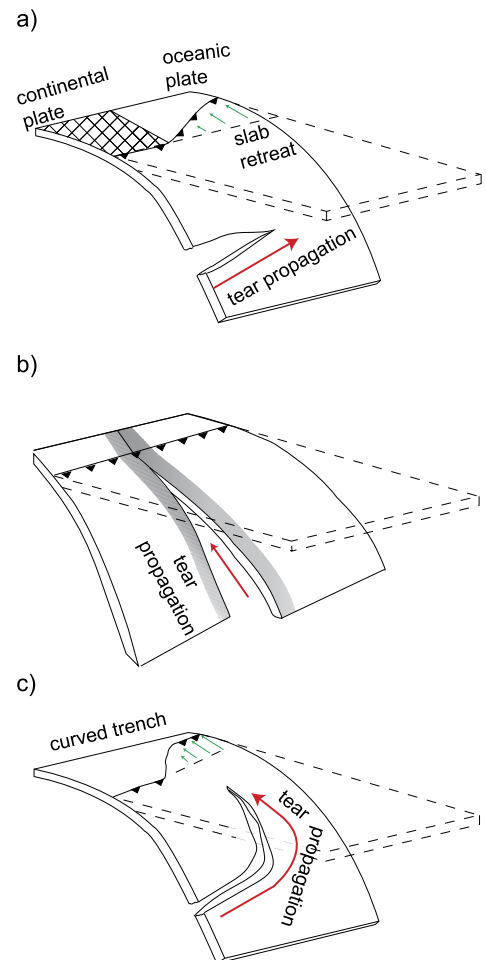 a)
oceanic
plate
continental
plate
slab
retreat
tear propagation
b)
tear
propagation
c)
curved trench
tear propagation